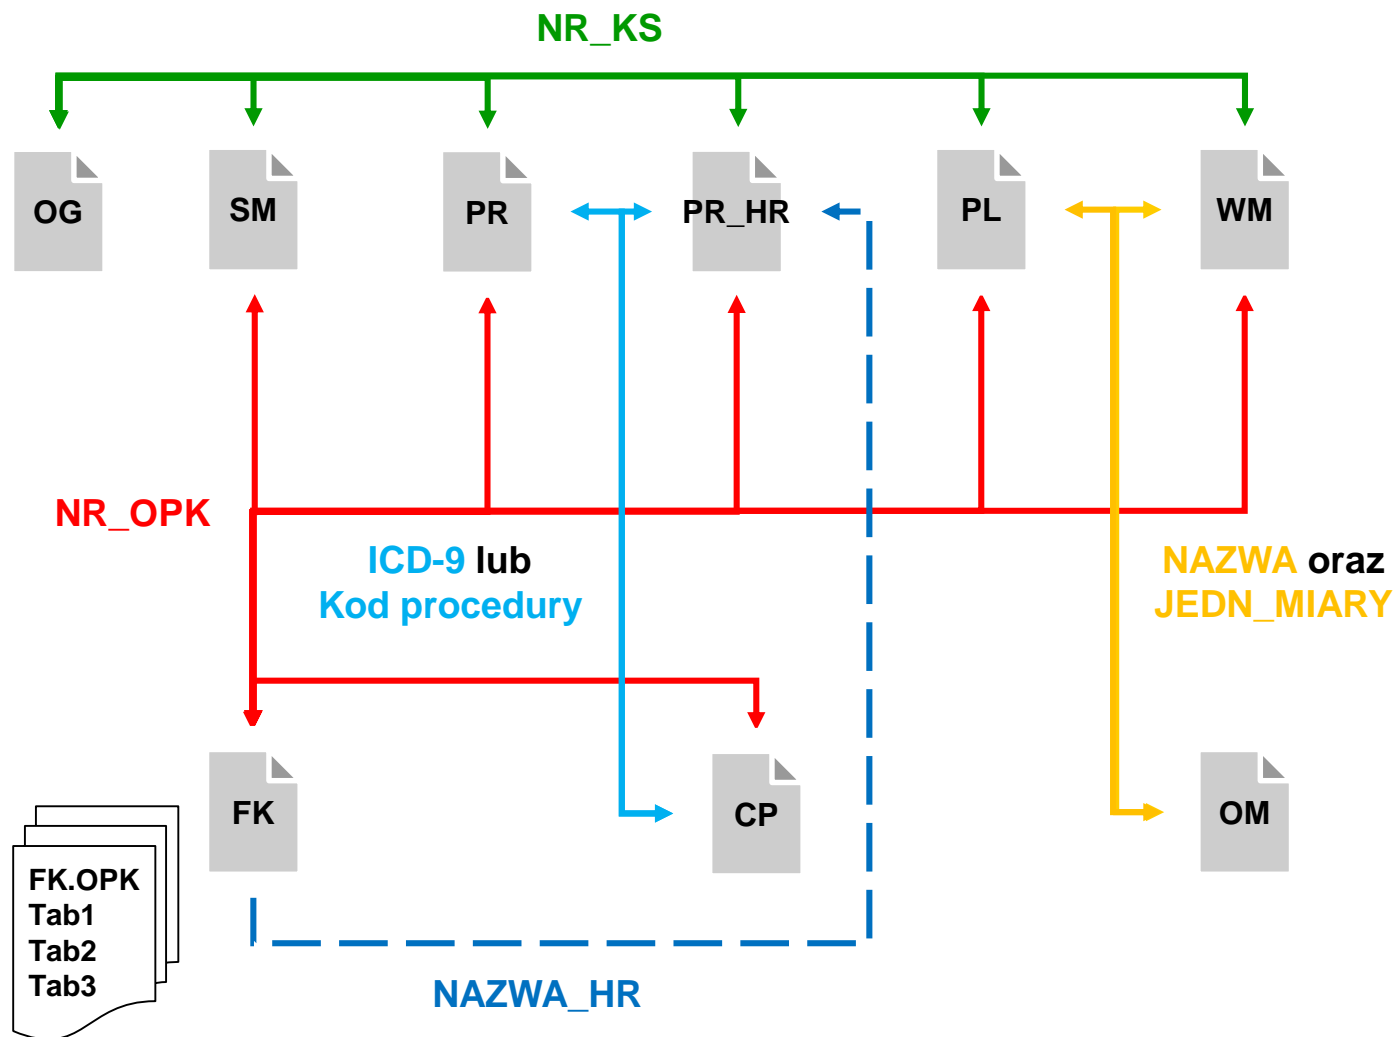 NR_KS
OG
SM
PR
PR_HR
PL
WM
NR_OPK
ICD-9 lub
Kod procedury
NAZWA oraz
JEDN_MIARY
FK
CP
OM
FK.OPK
Tab1
Tab2
Tab3
NAZWA_HR